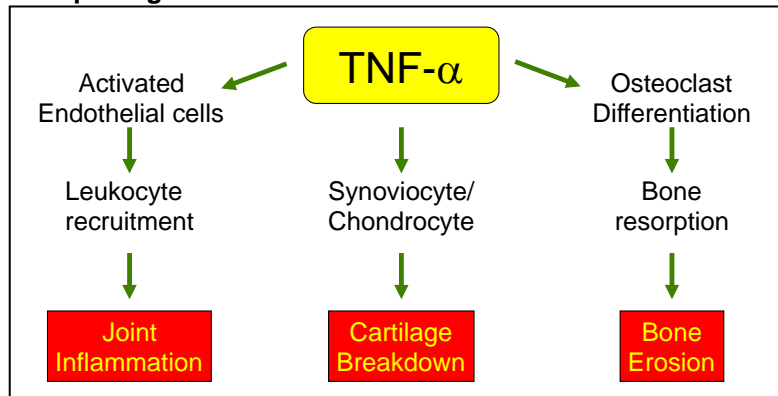 TNF-α
Activated
Endothelial cells
Osteoclast
Differentiation
Leukocyte
recruitment
Synoviocyte/
Chondrocyte
Bone
resorption
Joint
Inflammation
Cartilage
Breakdown
Bone
Erosion